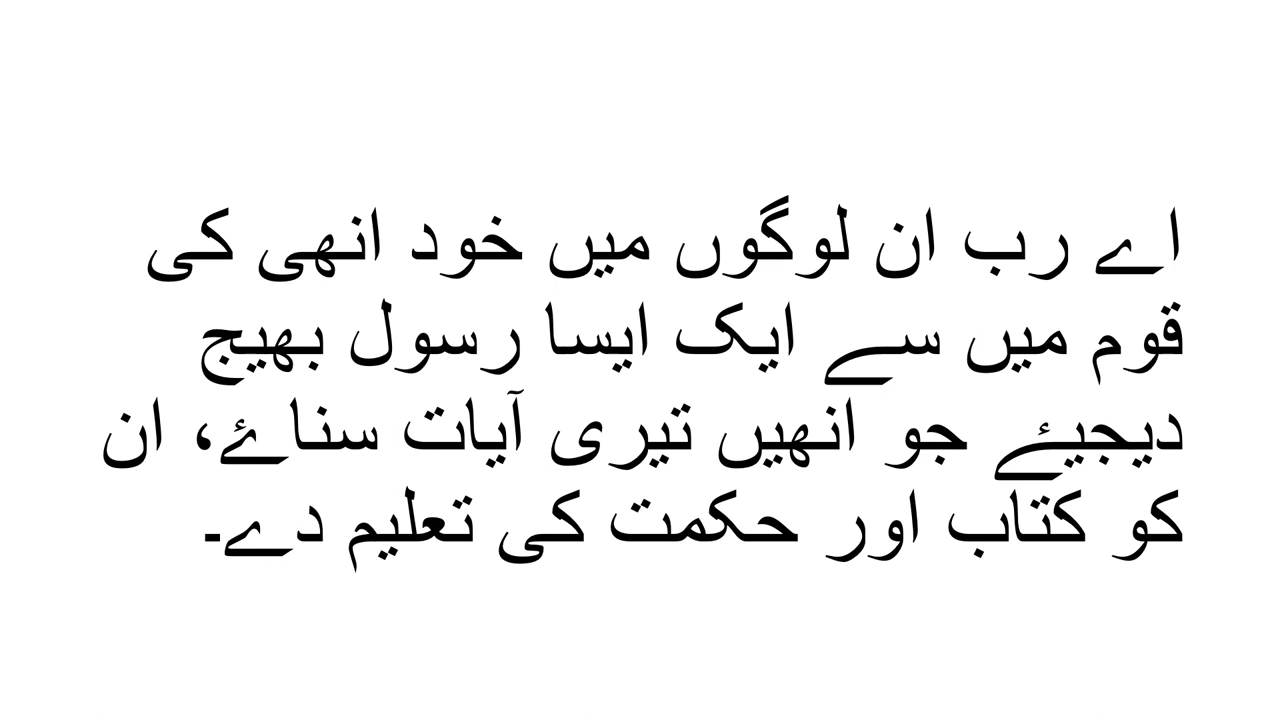 اے رب ان لوگوں میں خود انھی کی
قوم میں سے ایک ایسا رسول بھیج
دیجیئے جو انھیں تیری آیات سناۓ، ان
کو کتاب اور حکمت کی تعلیم دے۔